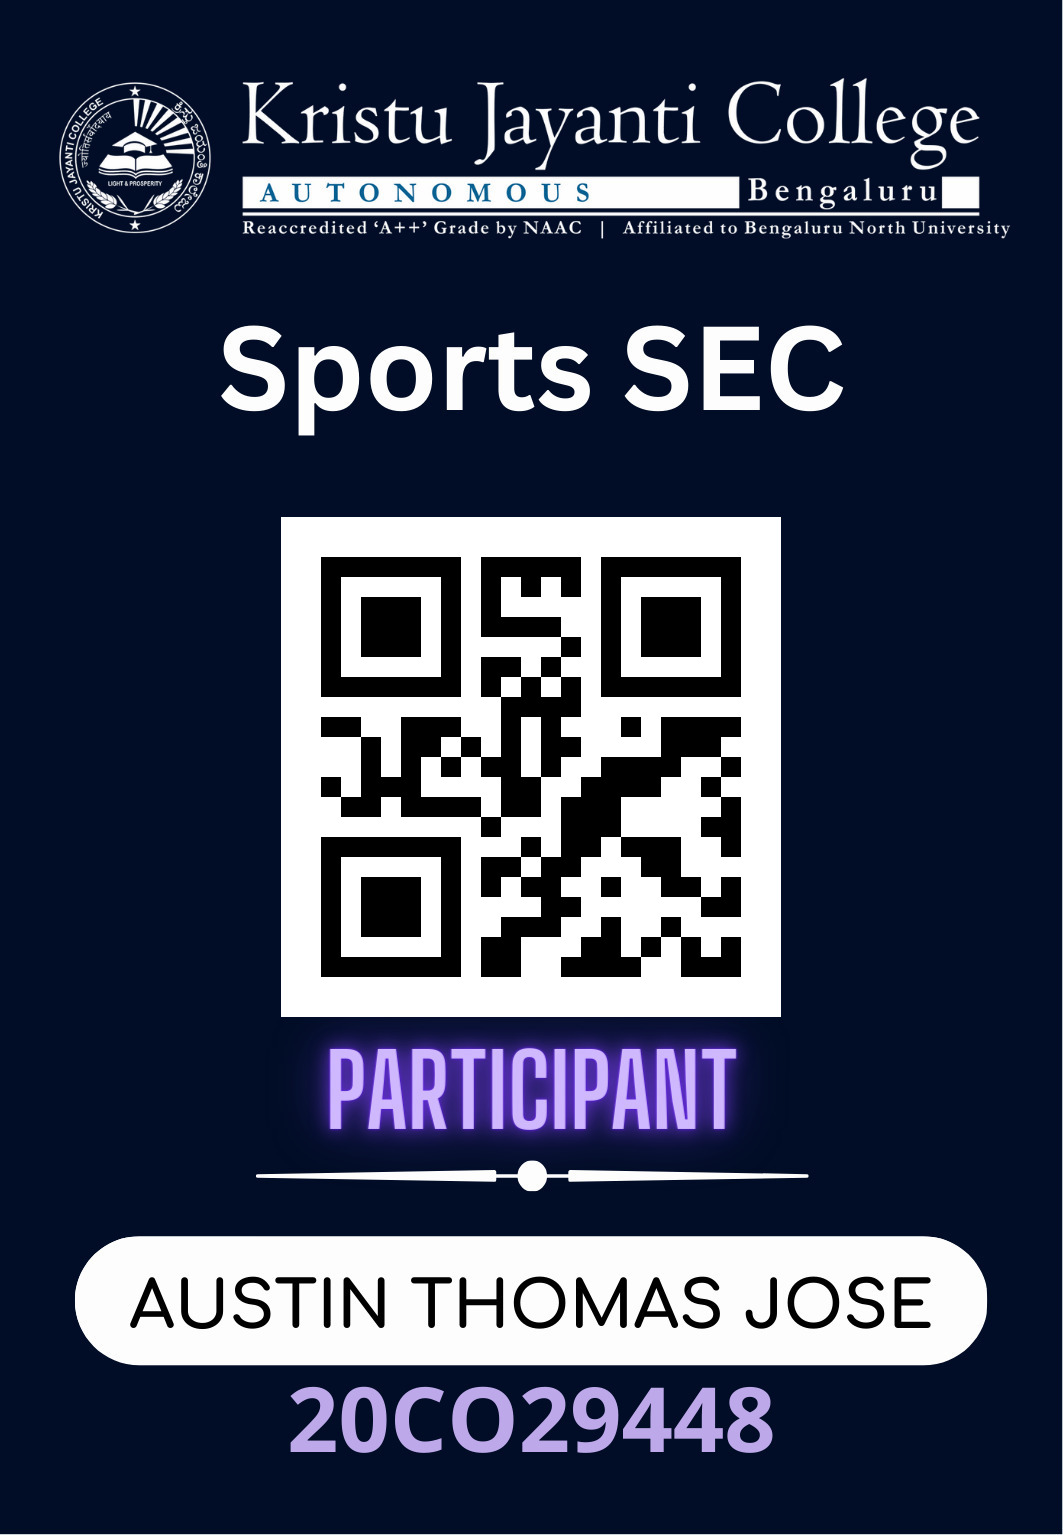 KRISTU JAYANTI COLLEGE
ಕ್ರಿಸ್ತು ಜಯಂತಿ ಕಾಲೇಜು
LIGHT & PROSPERITY
Kristu Jayanti College
AUTONOMOUS Bengaluru
Reaccredited ‘A++’ Grade by NAAC | Affiliated to Bengaluru North University
Sports SEC
PARTICIPANT
AUSTIN THOMAS JOSE
20CO29448